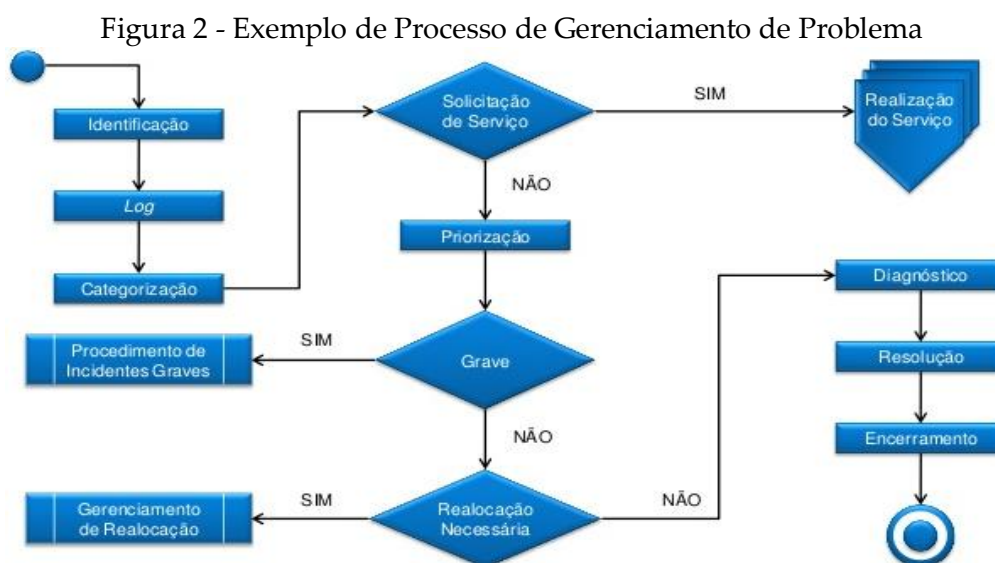 Figura 2 - Exemplo de Processo de Gerenciamento de Problema
Identificação
Log
Categorização
Solicitação
de Serviço
SIM
Realização
do Serviço
NÃO
Priorização
Grave
SIM
Procedimento de
Incidentes Graves
NÃO
Realocação
Necessária
SIM
Gerenciamento
de Realocação
NÃO
Diagnóstico
Resolução
Encerramento